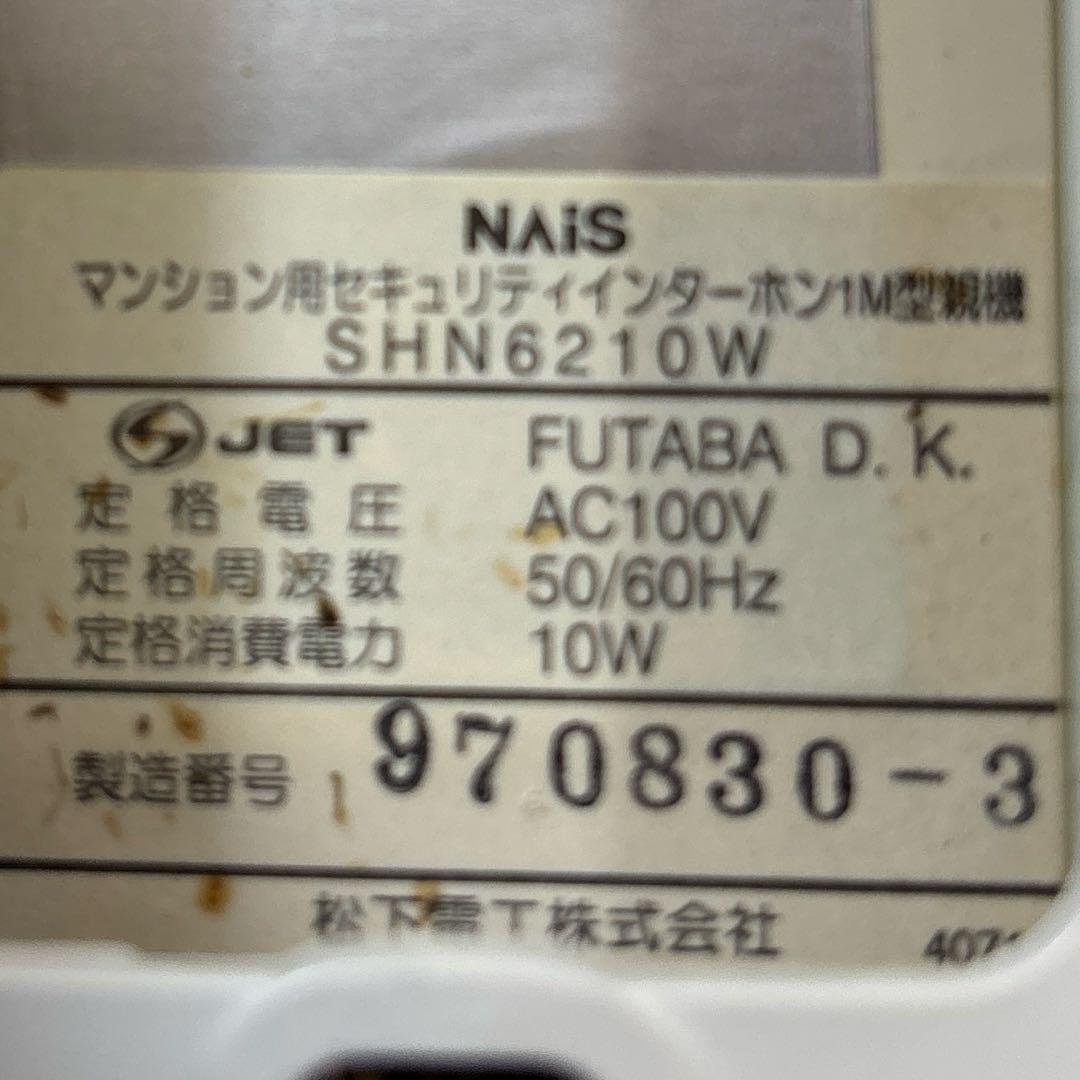 NAiS
マンション用セキュリティインターホン1M型親機
SHN6210W
JET FUTABA D.K.
定格電圧 AC100V
定格周波数 50/60Hz
定格消費電力 10W
製造番号 970830-3
松下電工株式会社